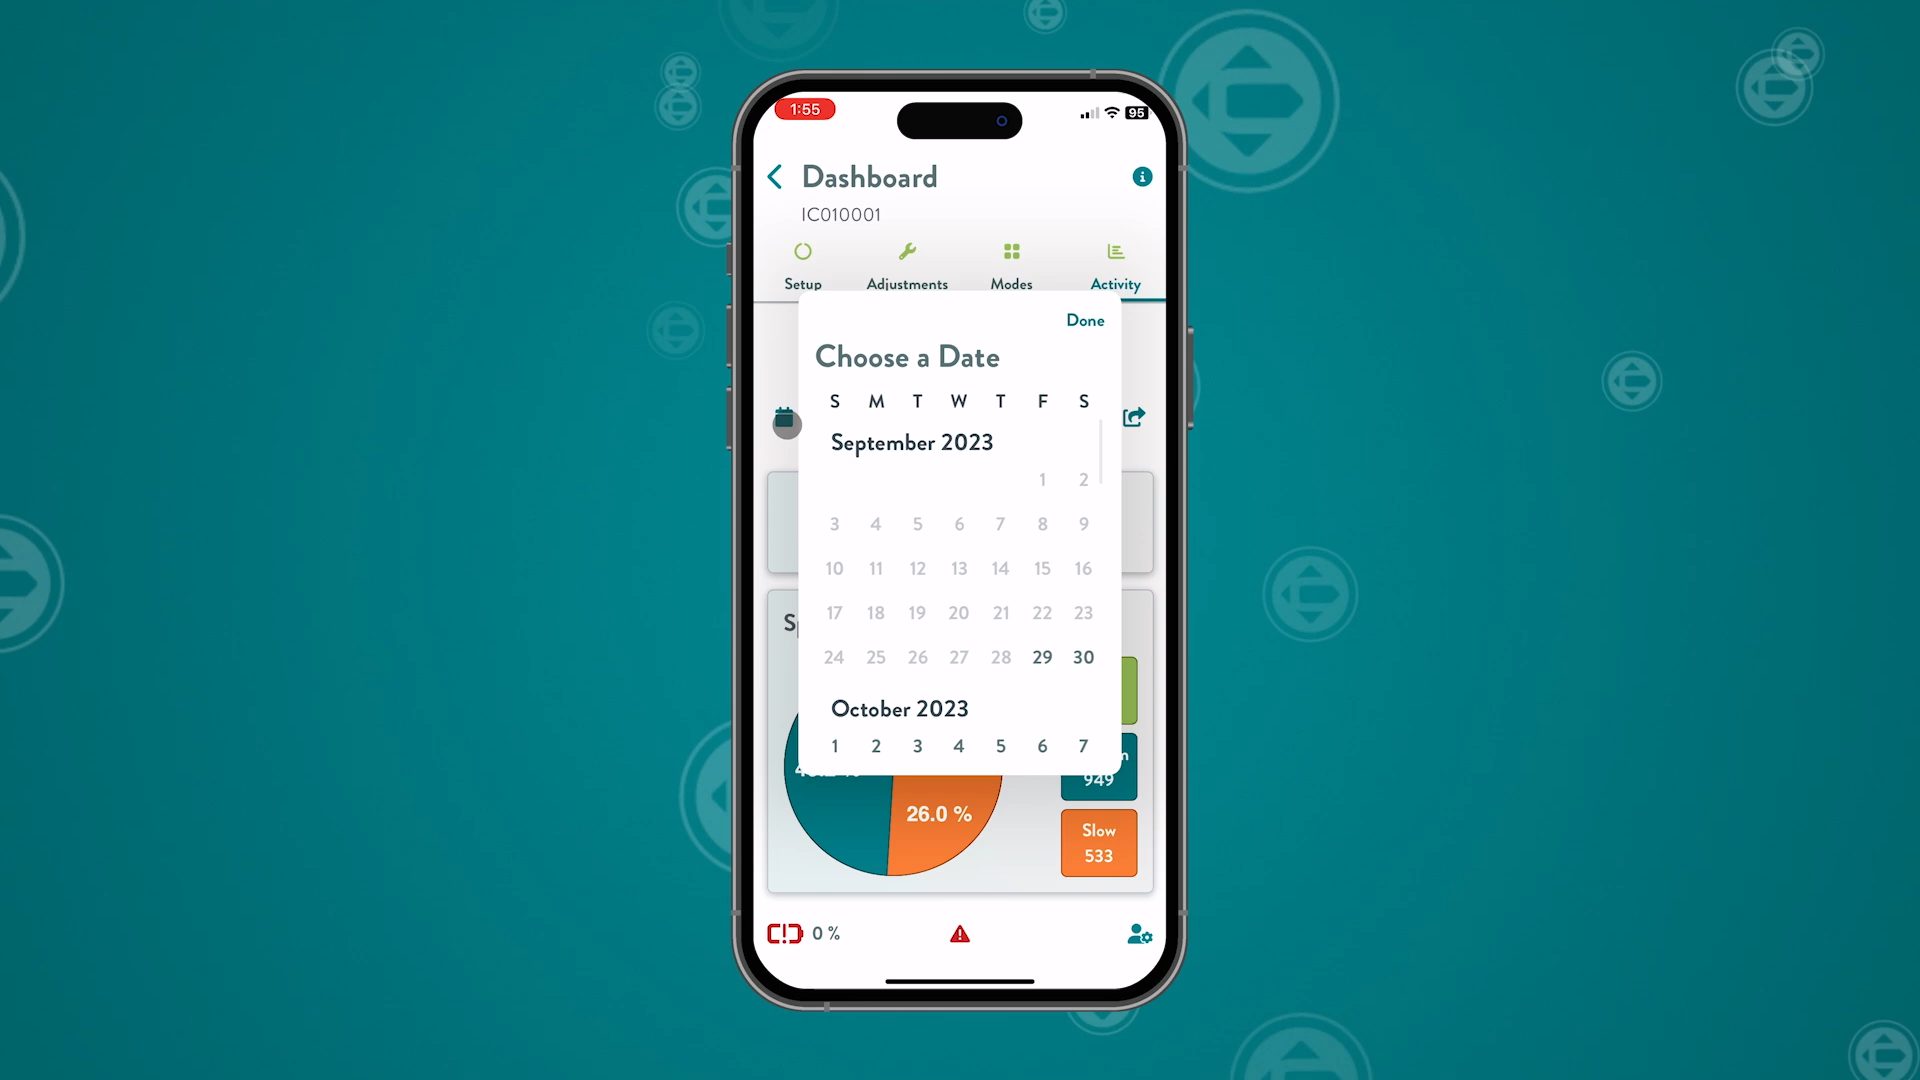 1:55
95
Dashboard
IC010001
Setup Adjustments Modes Activity
Done
Choose a Date
S M T W T F S
September 2023
1 2
3 4 5 6 7 8 9
10 11 12 13 14 15 16
17 18 19 20 21 22 23
24 25 26 27 28 29 30
October 2023
1 2 3 4 5 6 7
949
26.0 %
Slow
533
0 %